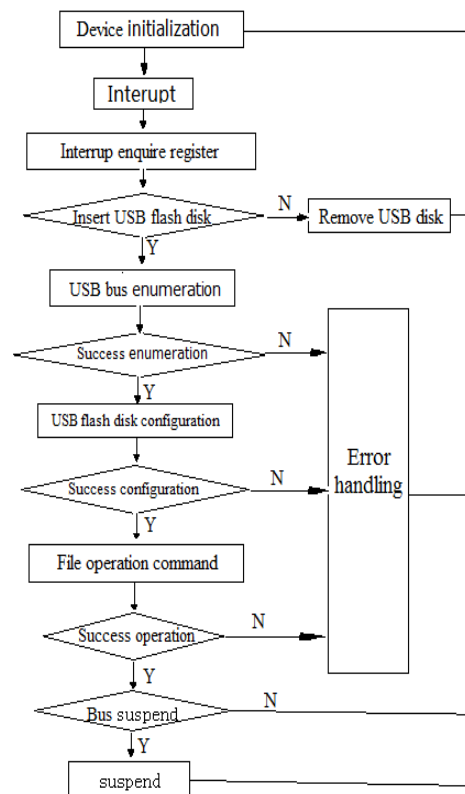 Device initialization
Interupt
Interrup enquire register
Insert USB flash disk
N
Remove USB disk
Y
USB bus enumeration
Success enumeration
N
Y
USB flash disk configuration
Error
handling
Success configuration
N
Y
File operation command
Success operation
N
Y
Bus suspend
N
Y
suspend